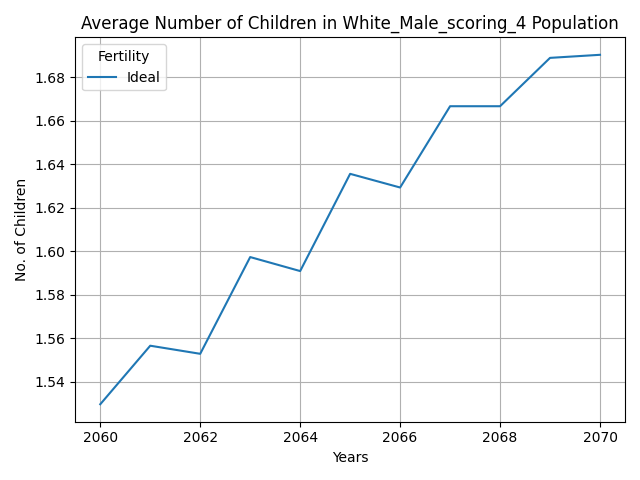 Average Number of Children in White_Male_scoring_4 Population
Fertility
Ideal
No. of Children
1.68
1.66
1.64
1.62
1.60
1.58
1.56
1.54
2060 2062 2064 2066 2068 2070
Years